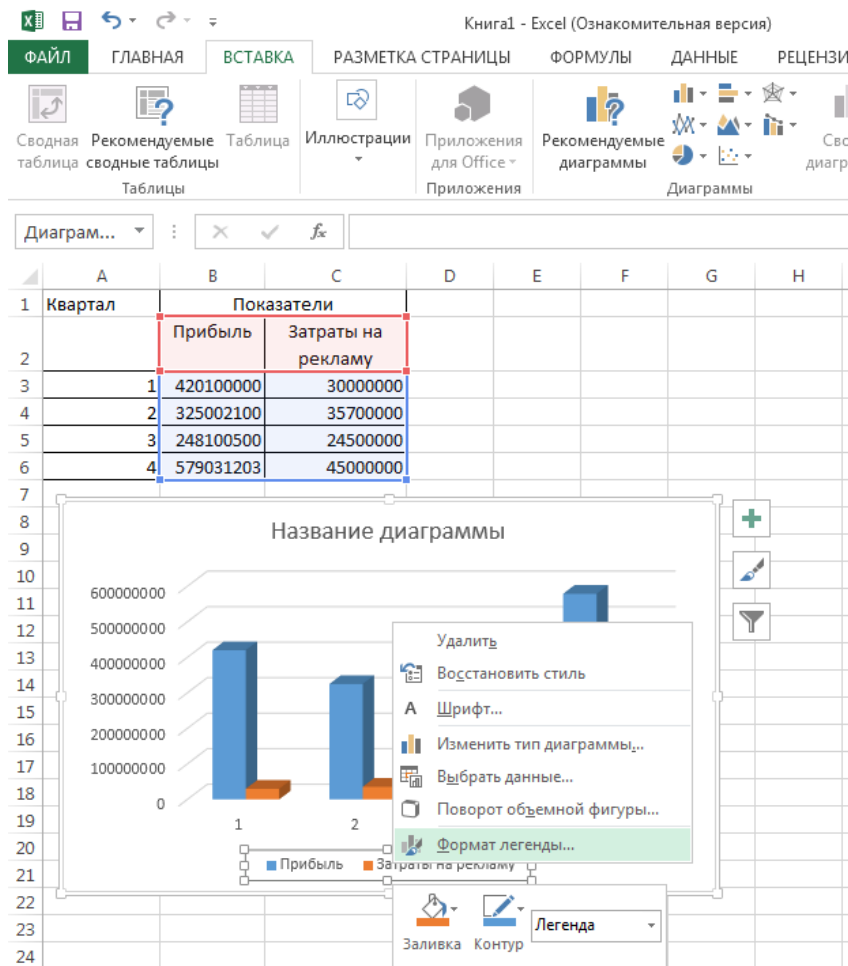 Книга1 - Excel (Ознакомительная версия)
ФАЙЛ ГЛАВНАЯ ВСТАВКА РАЗМЕТКА СТРАНИЦЫ ФОРМУЛЫ ДАННЫЕ РЕЦЕНЗИ
Сводная таблица
Рекомендуемые сводные таблицы
Таблица
Иллюстрации
Приложения для Office
Рекомендуемые диаграммы
Сво
диагр
Таблицы Приложения Диаграммы
Диаграм... fx
A B C D E F G H
1 Квартал Показатели
Прибыль Затраты на
2 рекламу
3 1 420100000 30000000
4 2 325002100 35700000
5 3 248100500 24500000
6 4 579031203 45000000
7
8
9
10
11
12
13
14
15
16
17
18
19
20
21
22
23
24
Название диаграммы
600000000
500000000
400000000
300000000
200000000
100000000
0
1 2
Прибыль Затраты на рекламу
Удалить
Восстановить стиль
A Шрифт...
Изменить тип диаграммы...
Выбрать данные...
Поворот объемной фигуры...
Формат легенды...
Заливка Контур Легенда